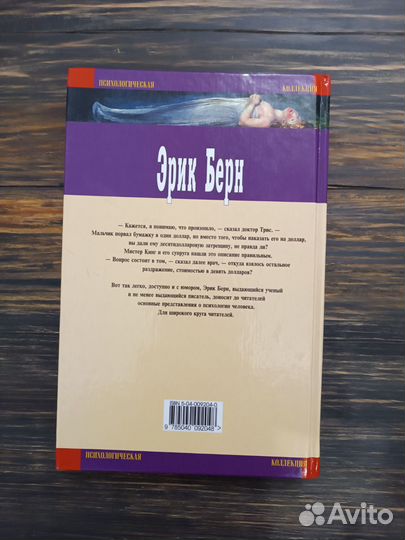 ПСИХОЛОГИЧЕСКАЯ КОЛЛЕКЦИЯ
Эрик Берн
— Кажется, я понимаю, что произошло, — сказал доктор Трис. —
Мальчик порвал бумажку в один доллар, но вместо того, чтобы наказать его на доллар,
вы дали ему десятидолларовую затрещину, не правда ли?
Мистер Кинг и его супруга нашли это описание правильным.
— Вопрос состоит в том, — сказал далее врач, — откуда взялось остальное
раздражение, стоимостью в девять долларов?
Вот так легко, доступно и с юмором, Эрик Берн, выдающийся ученый
и не менее выдающийся писатель, доносит до читателей
основные представления о психологии человека.
Для широкого круга читателей.
ISBN 5-04-009204-0
9 785040 092048 >
ПСИХОЛОГИЧЕСКАЯ КОЛЛЕКЦИЯ
Avito